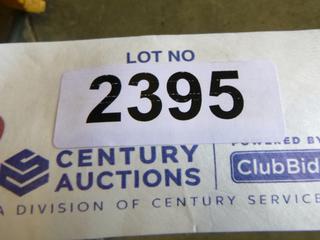 LOT NO
2395
CENTURY
AUCTIONS
POWERED BY
ClubBid
A DIVISION OF CENTURY SERVICE